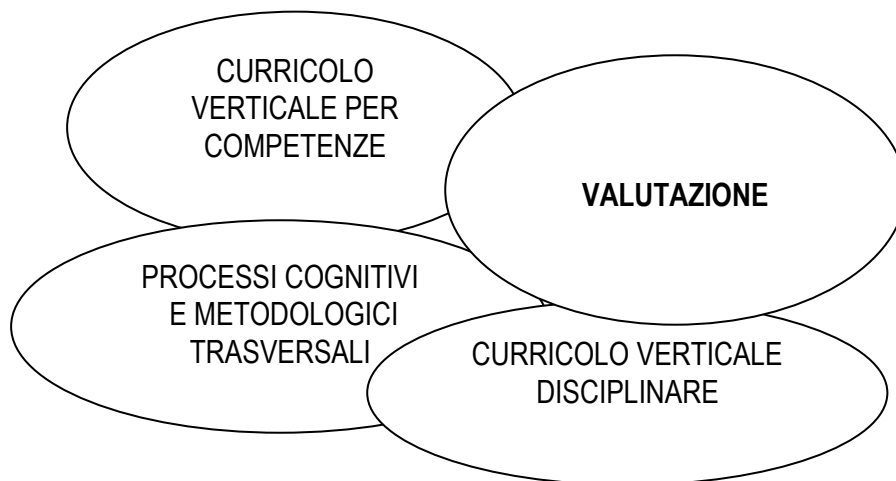 CURRICOLO
VERTICALE PER
COMPETENZE
VALUTAZIONE
PROCESSI COGNITIVI
E METODOLOGICI
TRASVERSALI
CURRICOLO VERTICALE
DISCIPLINARE